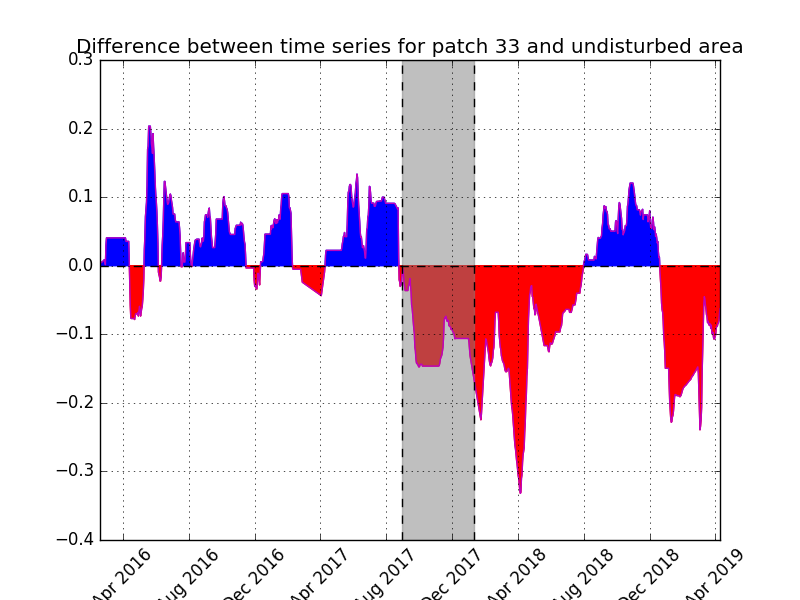 Difference between time series for patch 33 and undisturbed area
0.3
0.2
0.1
0.0
−0.1
−0.2
−0.3
−0.4
Apr 2016
Aug 2016
Dec 2016
Apr 2017
Aug 2017
Dec 2017
Apr 2018
Aug 2018
Dec 2018
Apr 2019